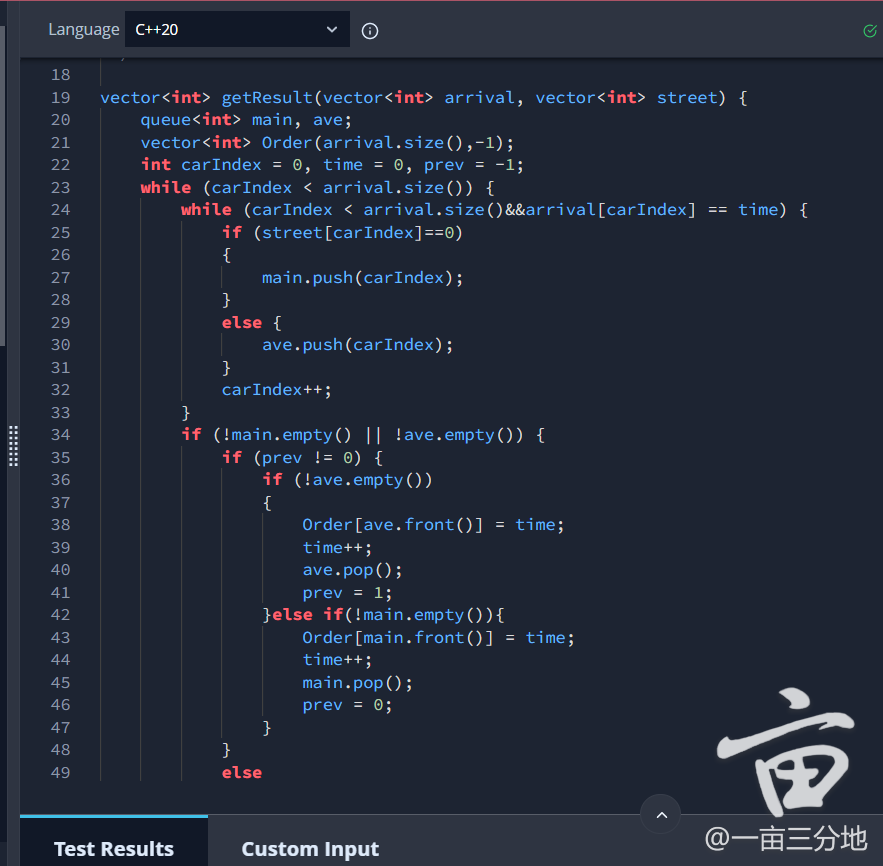 Language C++20
18
19 vector<int> getResult(vector<int> arrival, vector<int> street) {
20     queue<int> main, ave;
21     vector<int> Order(arrival.size(),-1);
22     int carIndex = 0, time = 0, prev = -1;
23     while (carIndex < arrival.size()) {
24         while (carIndex < arrival.size()&&arrival[carIndex] == time) {
25             if (street[carIndex]==0)
26             {
27                 main.push(carIndex);
28             }
29             else {
30                 ave.push(carIndex);
31             }
32             carIndex++;
33         }
34         if (!main.empty() || !ave.empty()) {
35             if (prev != 0) {
36                 if (!ave.empty())
37                 {
38                     Order[ave.front()] = time;
39                     time++;
40                     ave.pop();
41                     prev = 1;
42                 }else if(!main.empty()){
43                     Order[main.front()] = time;
44                     time++;
45                     main.pop();
46                     prev = 0;
47                 }
48             }
49             else
亩
@一亩三分地
Test Results Custom Input